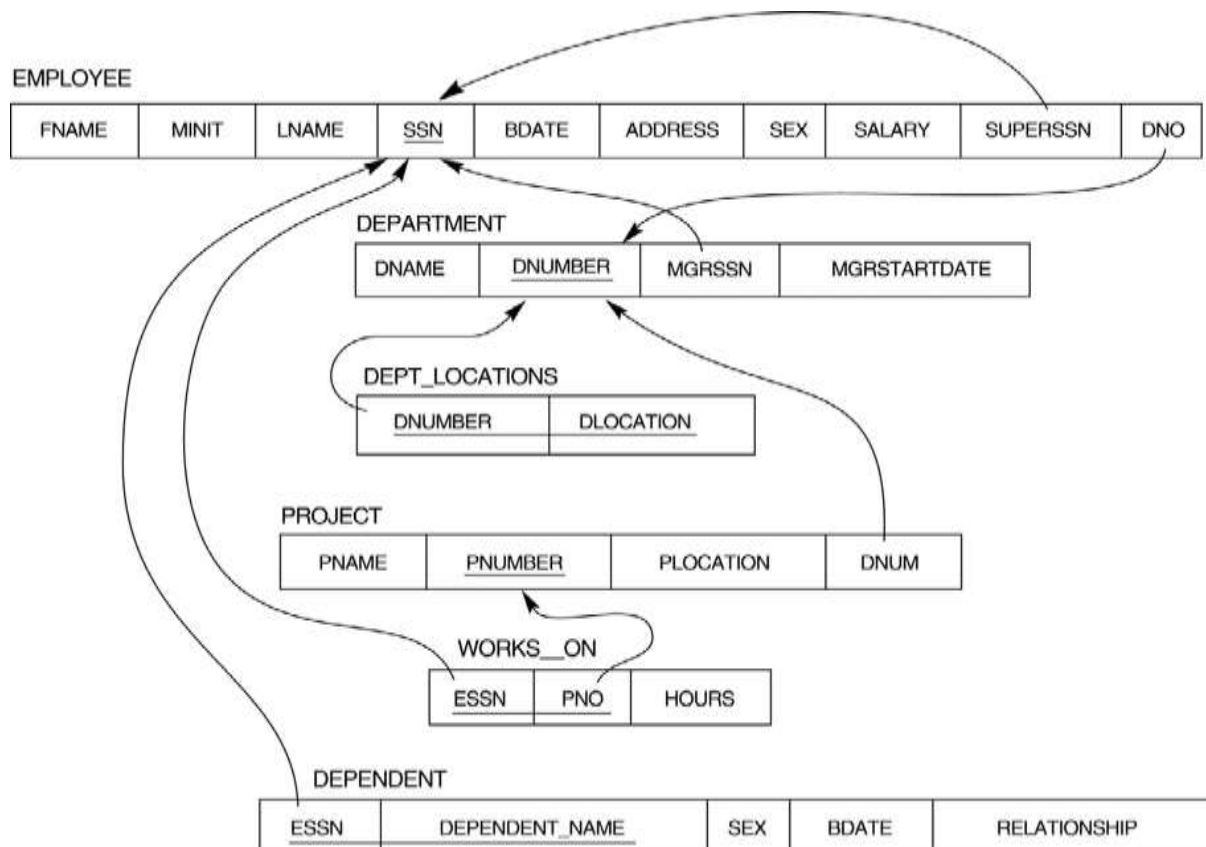 EMPLOYEE
FNAME MINIT LNAME SSN BDATE ADDRESS SEX SALARY SUPERSSN DNO
DEPARTMENT
DNAME DNUMBER MGRSSN MGRSTARTDATE
DEPT_LOCATIONS
DNUMBER DLOCATION
PROJECT
PNAME PNUMBER PLOCATION DNUM
WORKS__ON
ESSN PNO HOURS
DEPENDENT
ESSN DEPENDENT_NAME SEX BDATE RELATIONSHIP